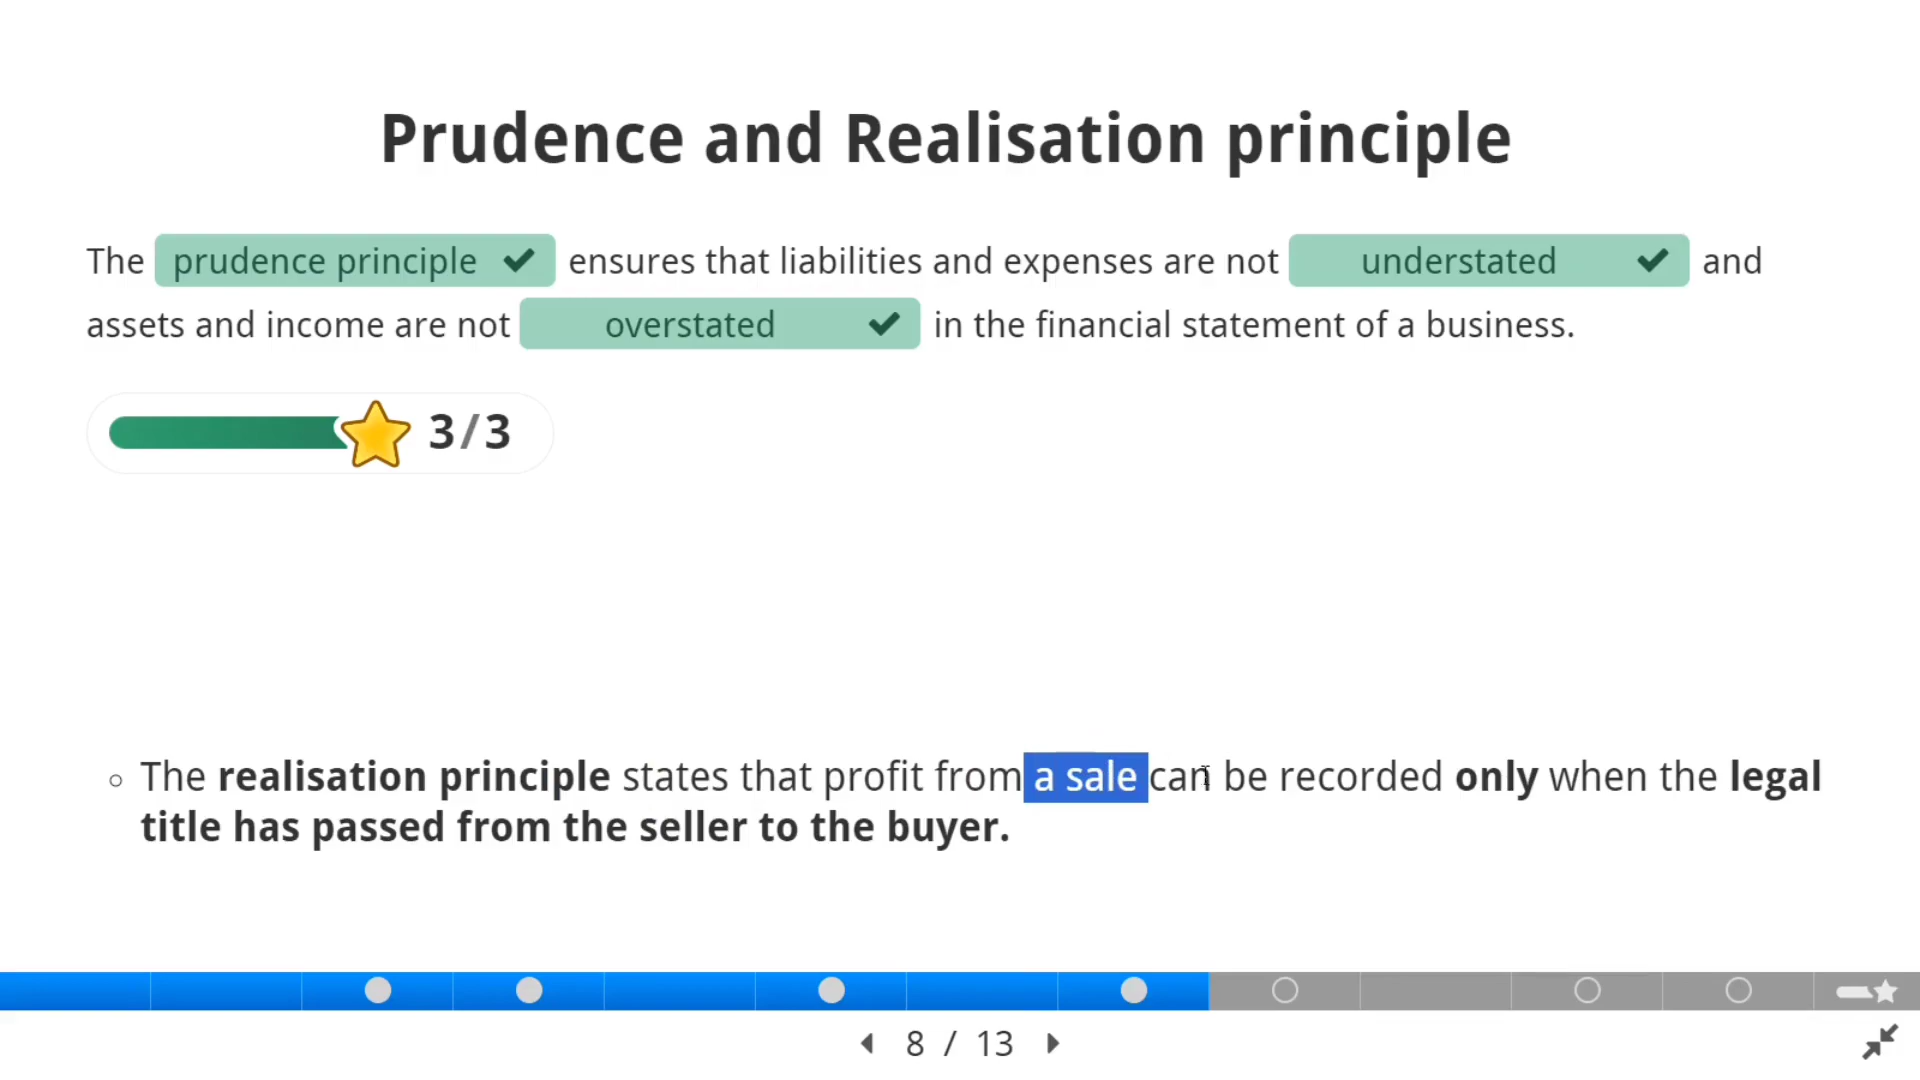 Prudence and Realisation principle
The prudence principle ensures that liabilities and expenses are not understated and
assets and income are not overstated in the financial statement of a business.
3/3
The realisation principle states that profit from a sale can be recorded only when the legal
title has passed from the seller to the buyer.
8 / 13